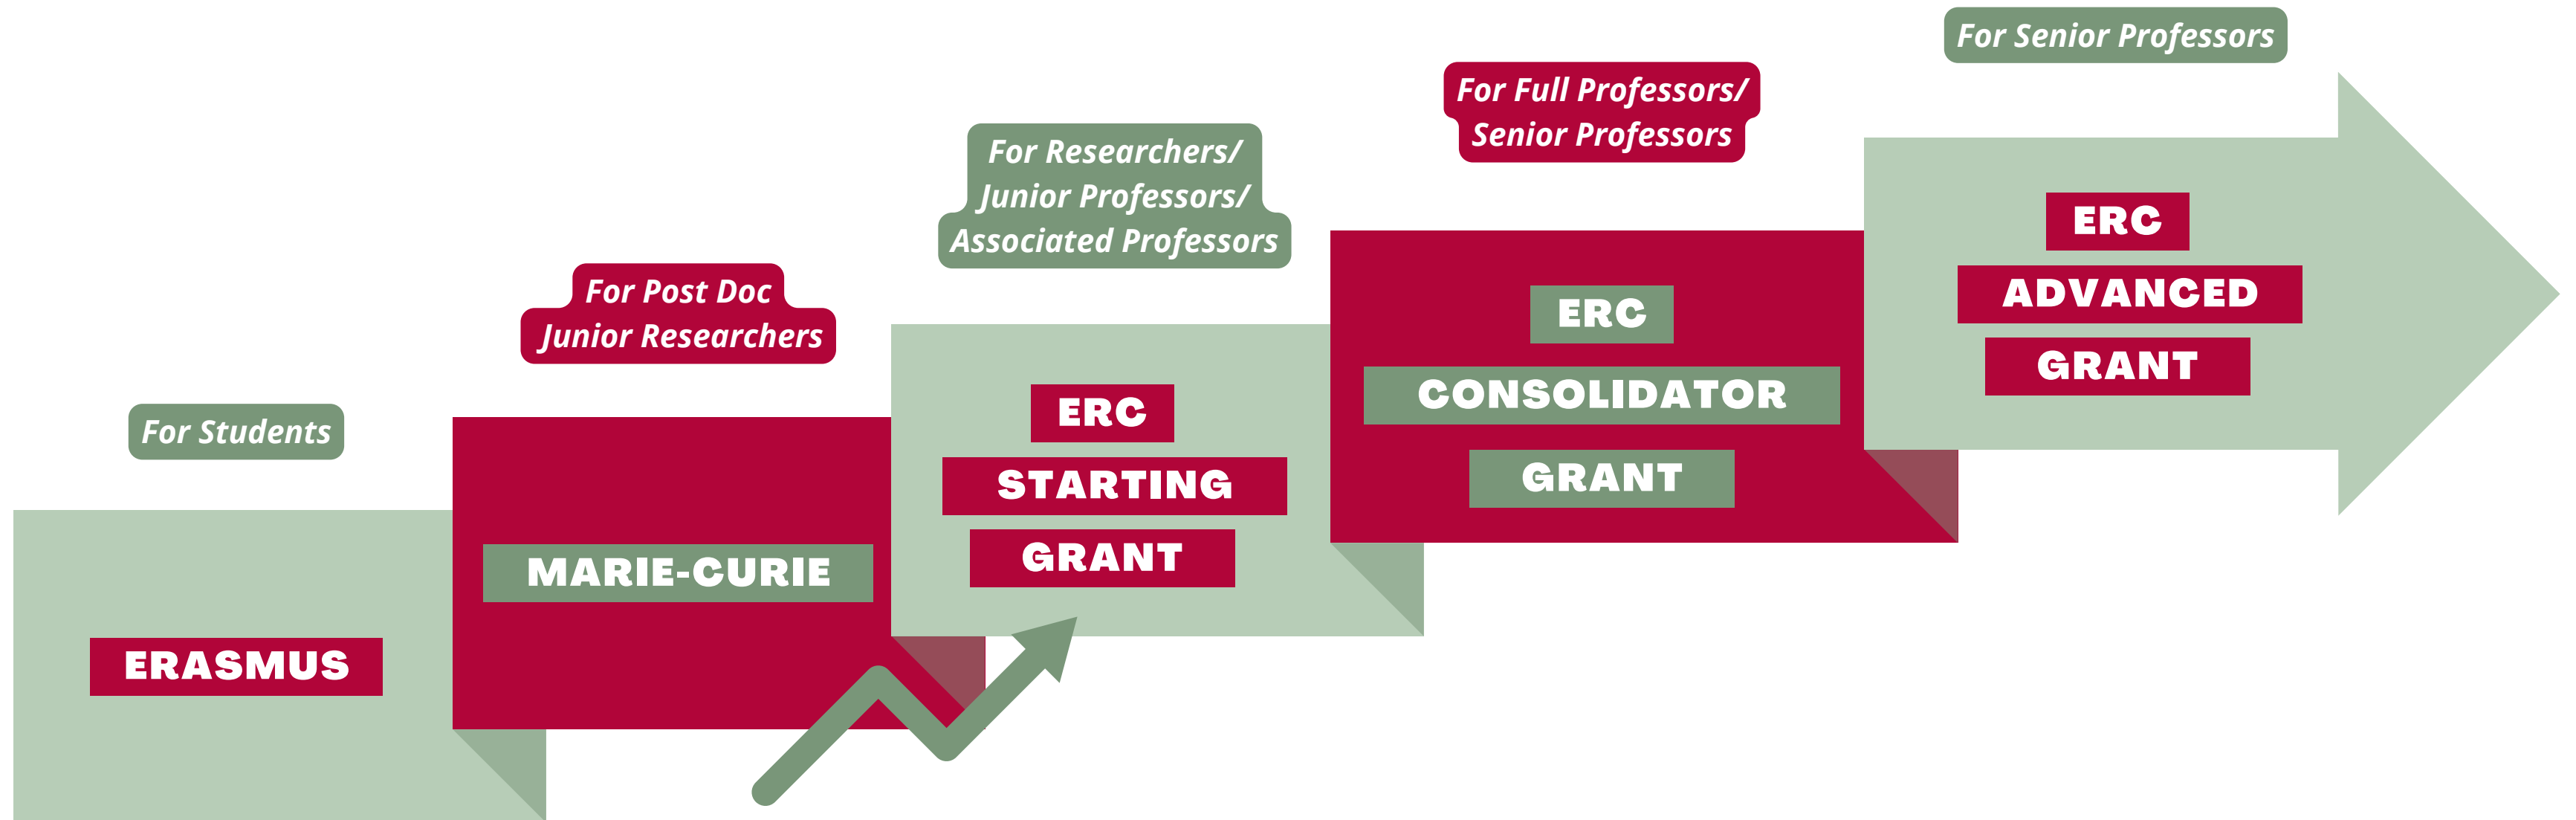 For Students
ERASMUS
For Post Doc
Junior Researchers
MARIE-CURIE
For Researchers/
Junior Professors/
Associated Professors
ERC
STARTING
GRANT
For Full Professors/
Senior Professors
ERC
CONSOLIDATOR
GRANT
For Senior Professors
ERC
ADVANCED
GRANT